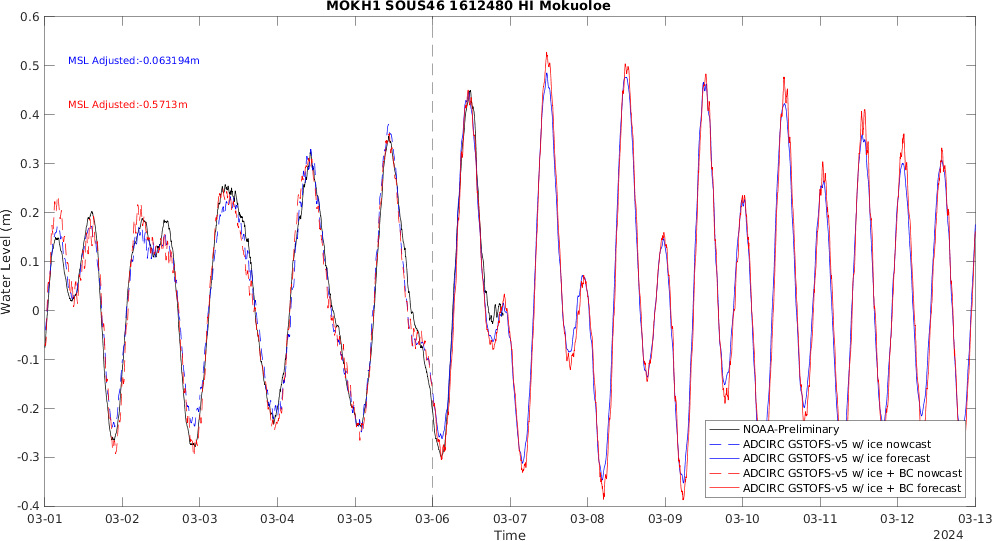 MOKH1 SOUS46 1612480 HI Mokuoloe
MSL Adjusted:-0.063194m
MSL Adjusted:-0.5713m
Water Level (m)
0.6
0.5
0.4
0.3
0.2
0.1
0
-0.1
-0.2
-0.3
-0.4
NOAA-Preliminary
ADCIRC GSTOFS-v5 w/ ice nowcast
ADCIRC GSTOFS-v5 w/ ice forecast
ADCIRC GSTOFS-v5 w/ice + BC nowcast
ADCIRC GSTOFS-v5 w/ice + BC forecast
03-01 03-02 03-03 03-04 03-05 03-06 03-07 03-08 03-09 03-10 03-11 03-12 03-13
Time
2024